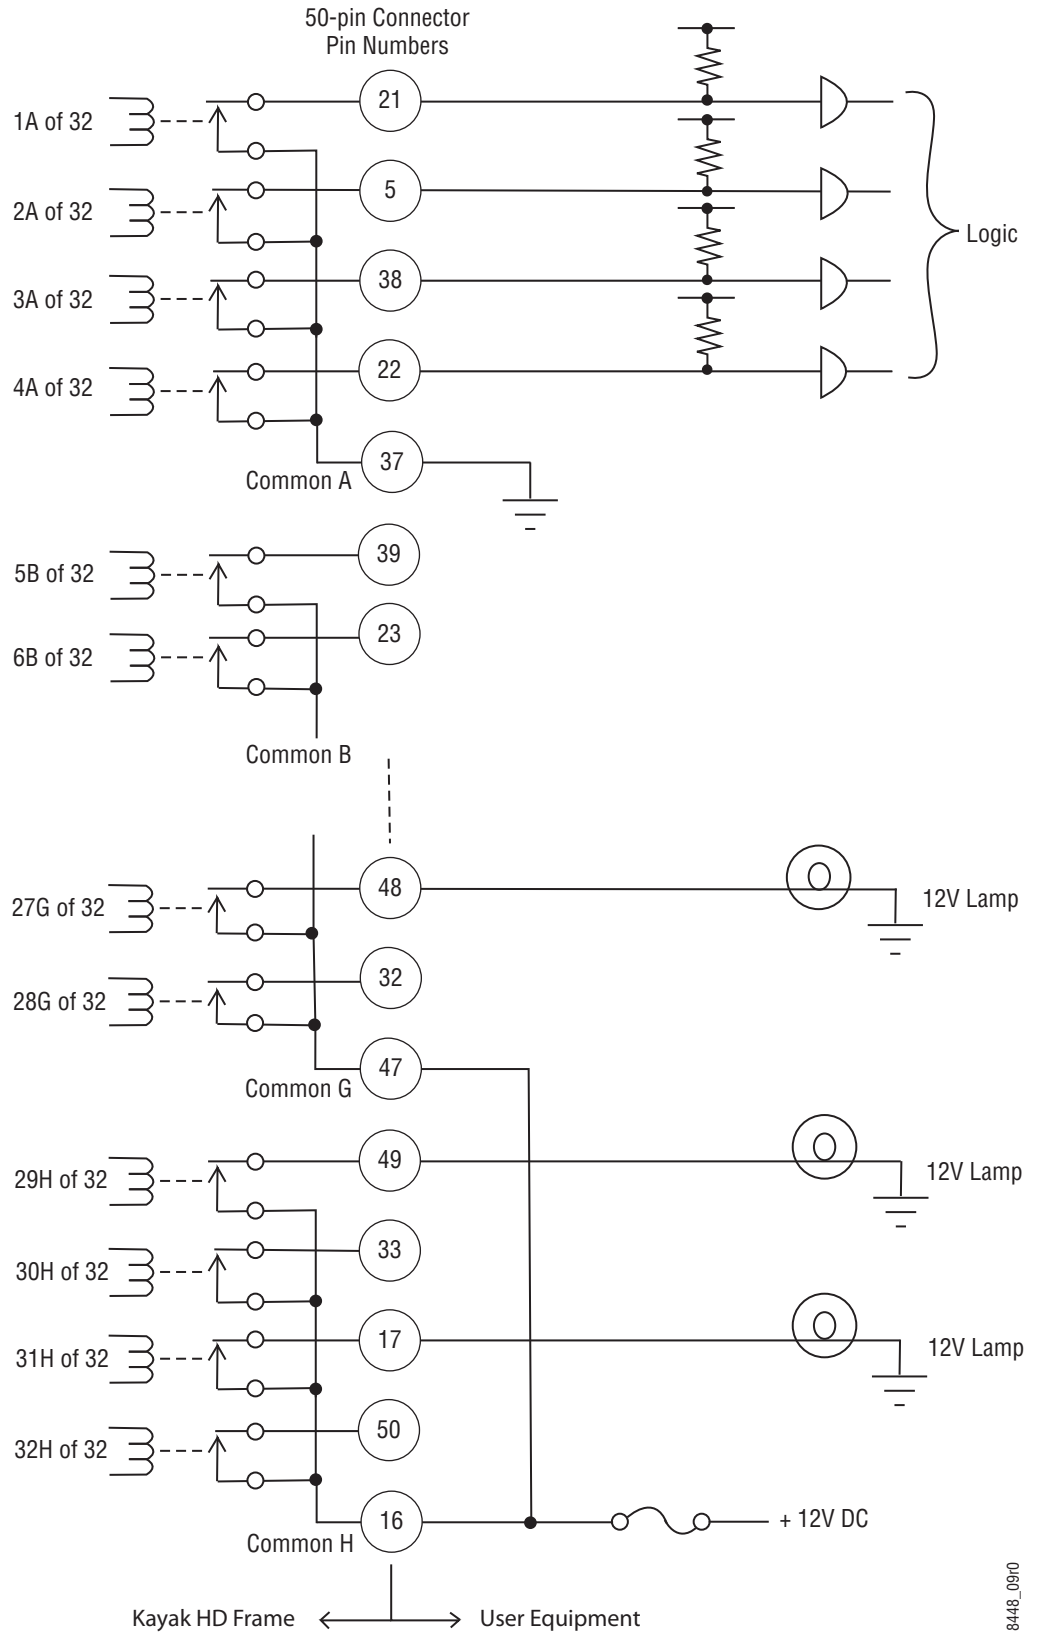 50-pin Connector
Pin Numbers
1A of 32
21
2A of 32
5
Logic
3A of 32
38
4A of 32
22
37
Common A
5B of 32
39
6B of 32
23
Common B
27G of 32
48
12V Lamp
28G of 32
32
47
Common G
29H of 32
49
12V Lamp
30H of 32
33
31H of 32
17
12V Lamp
32H of 32
50
16
+ 12V DC
Common H
Kayak HD Frame
User Equipment
8448_09r0